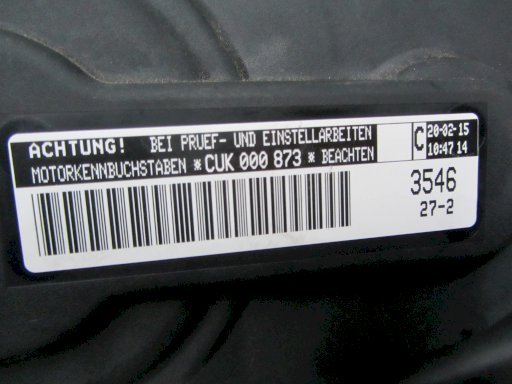 ACHTUNG! BEI PRUEF- UND EINSTELLARBEITEN
MOTORKENNBUCHSTABEN *CUK 000 873* BEACHTEN
C
20-02-15
10:47 14
3546
27-2